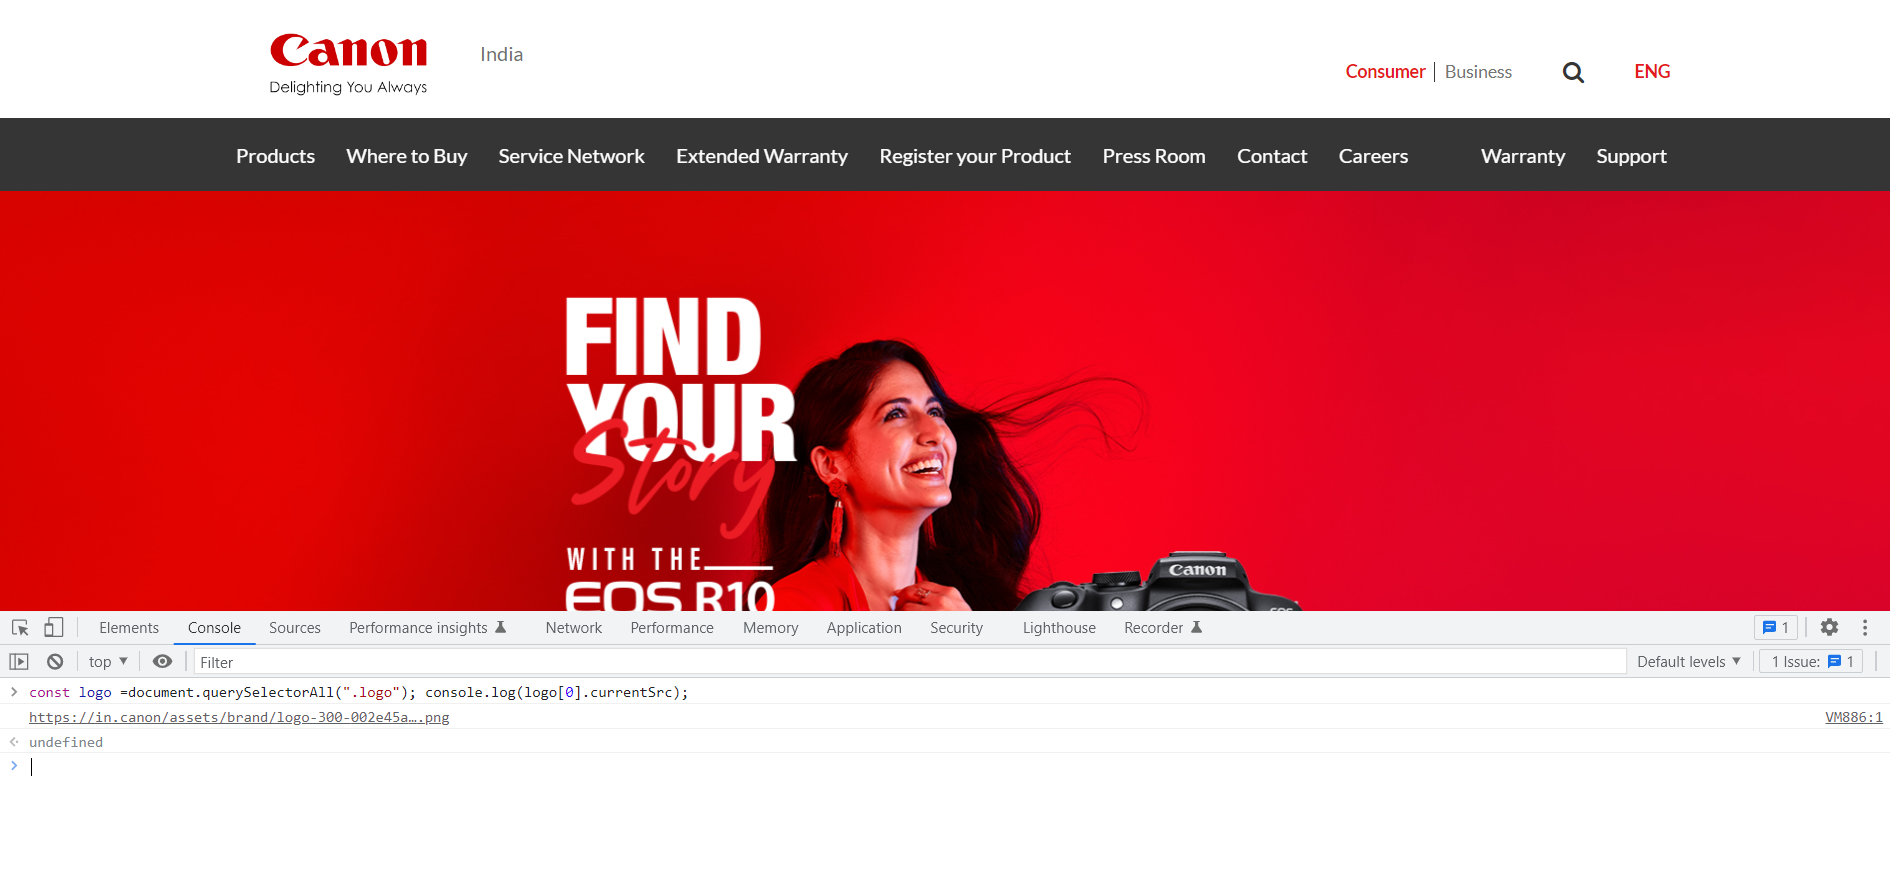 Canon
Delighting You Always
India
Consumer | Business
ENG
Products Where to Buy Service Network Extended Warranty Register your Product Press Room Contact Careers Warranty Support
FIND
YOUR
Story
WITH THE
EOS R10
Canon
EOS
Elements Console Sources Performance insights Network Performance Memory Application Security Lighthouse Recorder 1
top ▼ Filter Default levels ▼ 1 Issue: 1
> const logo =document.querySelectorAll(".logo"); console.log(logo[0].currentSrc);
https://in.canon/assets/brand/logo-300-002e45a….png VM886:1
undefined
>